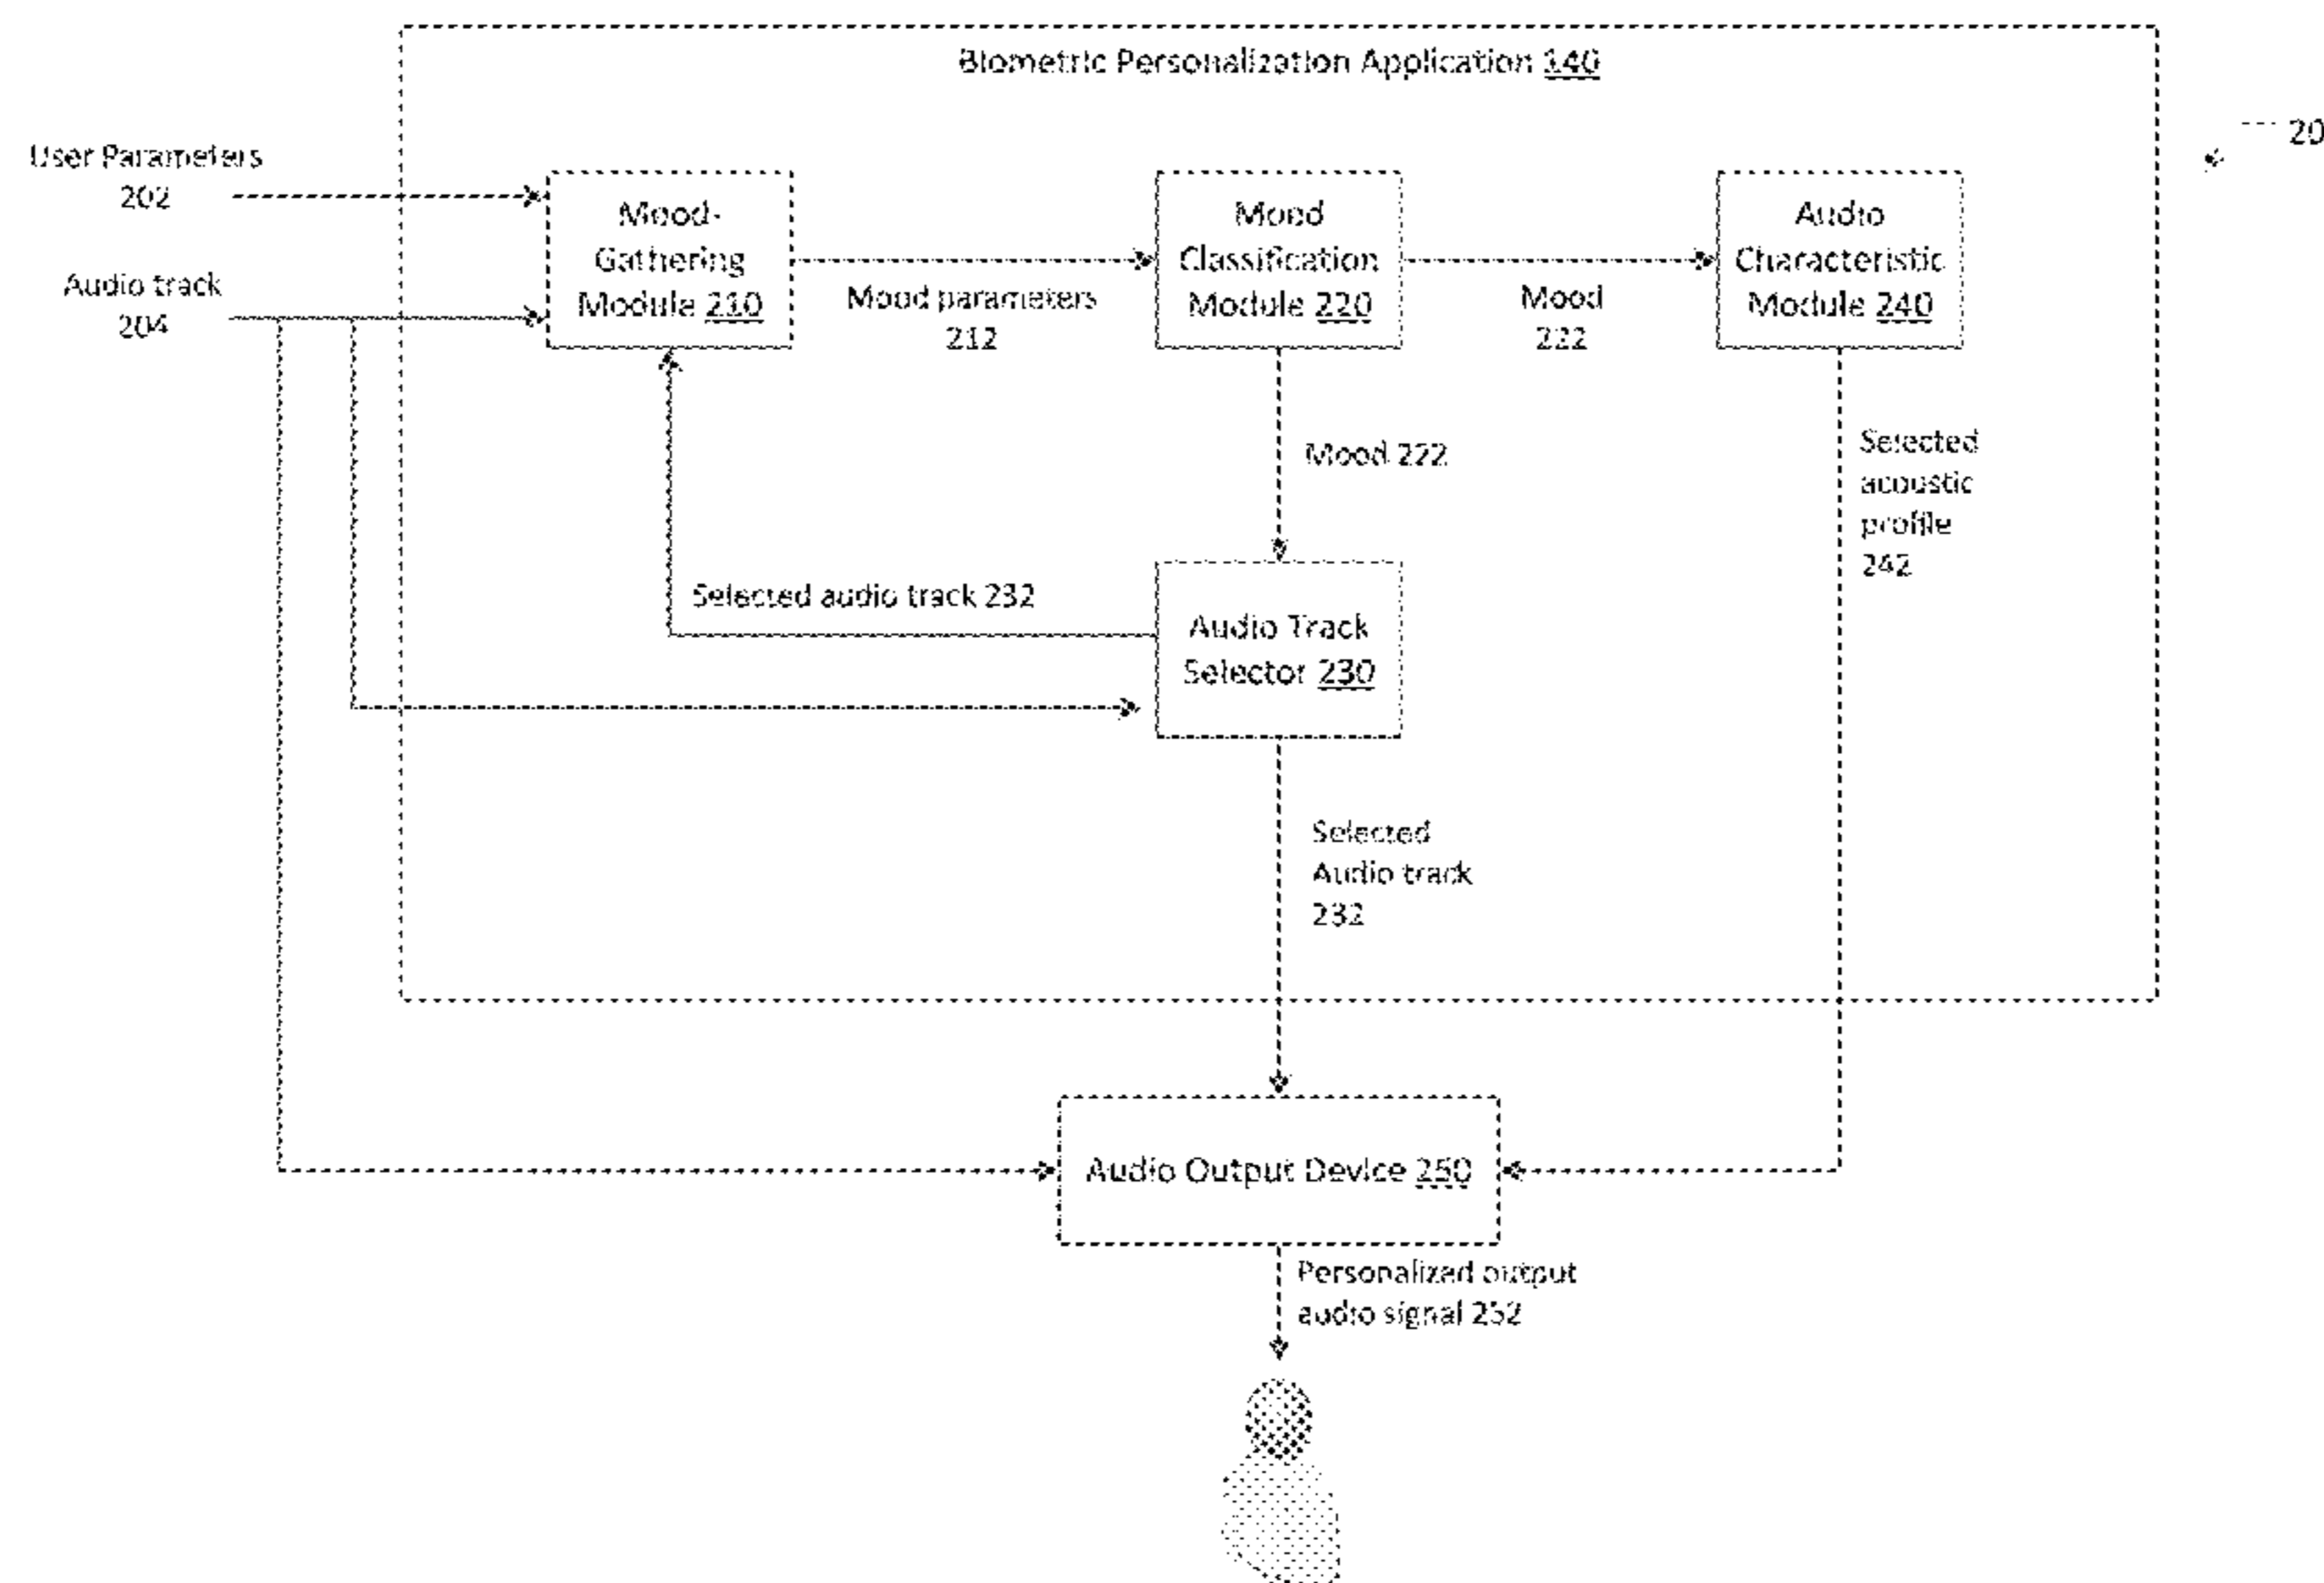 Biometric Personalization Application 140
20
User Parameters
202
Audio track
204
Mood-
Gathering
Module 210
Mood parameters
212
Mood
Classification
Module 220
Mood
222
Audio
Characteristic
Module 240
Mood 222
Selected
acoustic
profile
242
Selected audio track 232
Audio Track
Selector 230
Selected
Audio track
232
Audio Output Device 250
Personalized output
audio signal 252